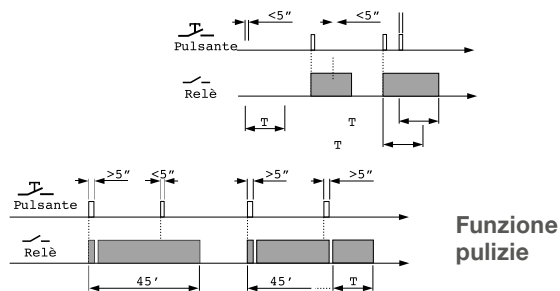 <5″ <5″
Pulsante
Relè
T T
T
>5″ <5″ >5″ >5″
Pulsante
Relè
45′ 45′ T
Funzione
pulizie